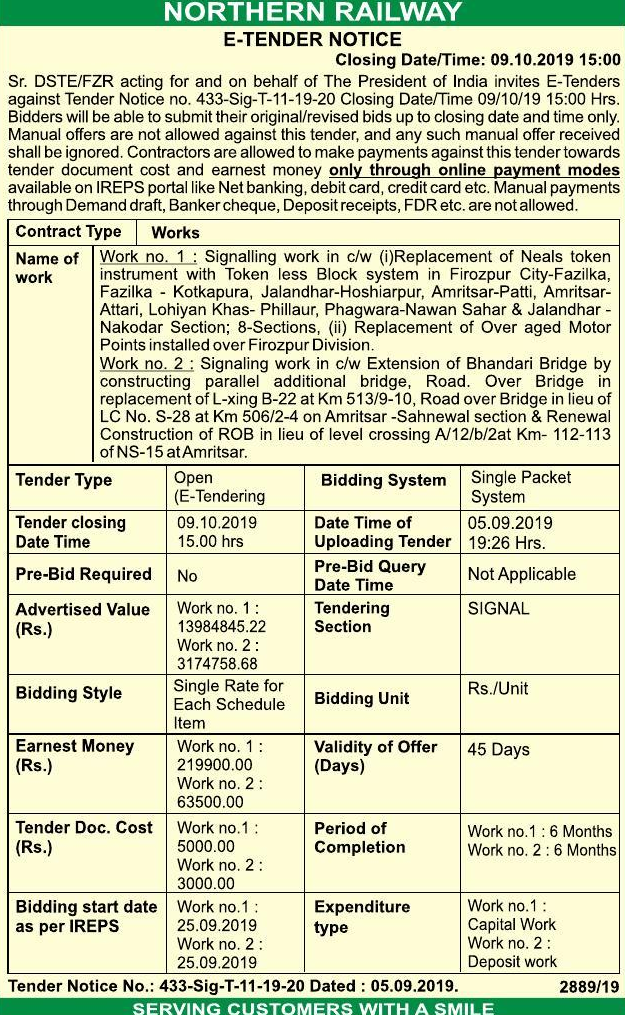 NORTHERN RAILWAY
E-TENDER NOTICE
Closing Date/Time: 09.10.2019 15:00
Sr. DSTE/FZR acting for and on behalf of The President of India invites E-Tenders
against Tender Notice no. 433-Sig-T-11-19-20 Closing Date/Time 09/10/19 15:00 Hrs.
Bidders will be able to submit their original/revised bids up to closing date and time only.
Manual offers are not allowed against this tender, and any such manual offer received
shall be ignored. Contractors are allowed to make payments against this tender towards
tender document cost and earnest money only through online payment modes
available on IREPS portal like Net banking, debit card, credit card etc. Manual payments
through Demand draft, Banker cheque, Deposit receipts, FDR etc. are not allowed.
Contract Type Works
Name of work
Work no. 1 : Signalling work in c/w (i)Replacement of Neals token
instrument with Token less Block system in Firozpur City-Fazilka,
Fazilka - Kotkapura, Jalandhar-Hoshiarpur, Amritsar-Patti, Amritsar-
Attari, Lohiyan Khas- Phillaur, Phagwara-Nawan Sahar & Jalandhar -
Nakodar Section; 8-Sections, (ii) Replacement of Over aged Motor
Points installed over Firozpur Division.
Work no. 2 : Signaling work in c/w Extension of Bhandari Bridge by
constructing parallel additional bridge, Road. Over Bridge in
replacement of L-xing B-22 at Km 513/9-10, Road over Bridge in lieu of
LC No. S-28 at Km 506/2-4 on Amritsar -Sahnewal section & Renewal
Construction of ROB in lieu of level crossing A/12/b/2at Km- 112-113
of NS-15 at Amritsar.
Tender Type
Open
(E-Tendering
Bidding System
Single Packet
System
Tender closing
Date Time
09.10.2019
15.00 hrs
Date Time of
Uploading Tender
05.09.2019
19:26 Hrs.
Pre-Bid Required
No
Pre-Bid Query
Date Time
Not Applicable
Advertised Value
(Rs.)
Work no. 1 :
13984845.22
Work no. 2 :
3174758.68
Tendering
Section
SIGNAL
Bidding Style
Single Rate for
Each Schedule
Item
Bidding Unit
Rs./Unit
Earnest Money
(Rs.)
Work no. 1 :
219900.00
Work no. 2 :
63500.00
Validity of Offer
(Days)
45 Days
Tender Doc. Cost
(Rs.)
Work no.1 :
5000.00
Work no. 2 :
3000.00
Period of
Completion
Work no.1 : 6 Months
Work no. 2 : 6 Months
Bidding start date
as per IREPS
Work no.1 :
25.09.2019
Work no. 2 :
25.09.2019
Expenditure
type
Work no.1 :
Capital Work
Work no. 2 :
Deposit work
Tender Notice No.: 433-Sig-T-11-19-20 Dated : 05.09.2019. 2889/19
SERVING CUSTOMERS WITH A SMILE